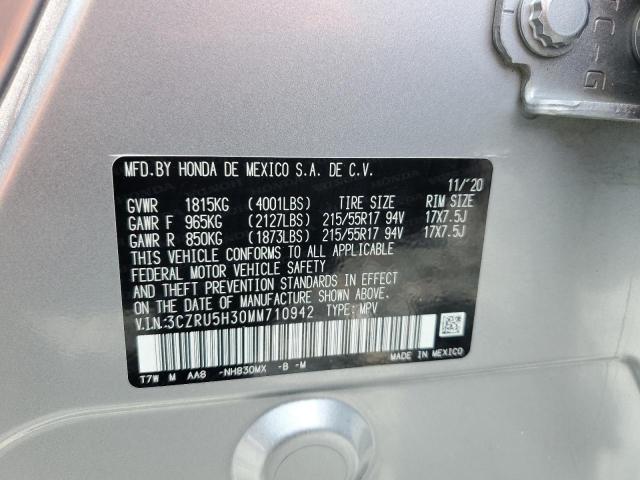 MFD.BY HONDA DE MEXICO S.A. DE C.V.
11/'20
GVWR 1815KG (4001LBS) TIRE SIZE RIM SIZE
GAWR F 965KG (2127LBS) 215/55R17 94V 17X7.5J
GAWR R 850KG (1873LBS) 215/55R17 94V 17X7.5J
THIS VEHICLE CONFORMS TO ALL APPLICABLE
FEDERAL MOTOR VEHICLE SAFETY
AND THEFT PREVENTION STANDARDS IN EFFECT
ON THE DATE OF MANUFACTURE SHOWN ABOVE.
V.I.N.:3CZRU5H30MM710942 TYPE: MPV
T7W M AA8 -NH830MX -B -M
MADE IN MEXICO